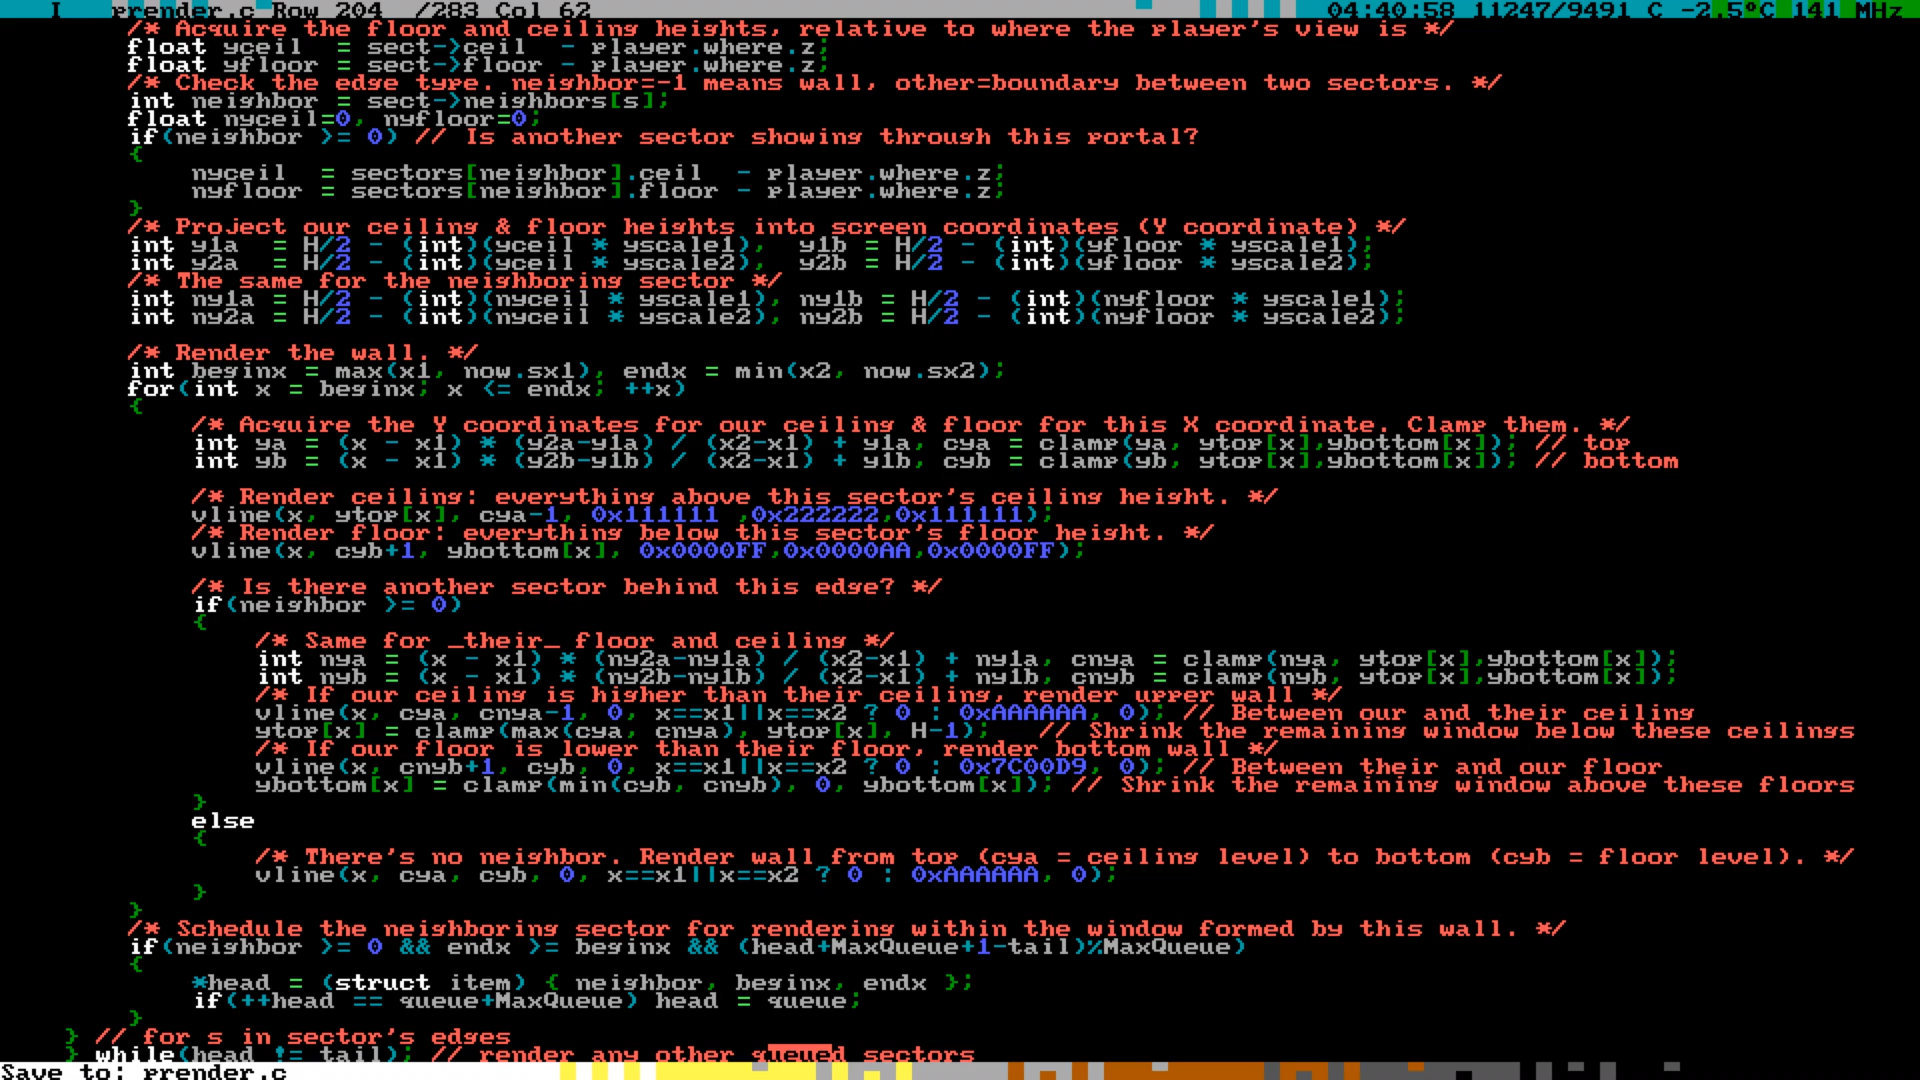 I     prender.c Row 204  /283 Col 62     04:40:58 11247/9491 C -2.5°C 141 MHz
/* Acquire the floor and ceiling heights, relative to where the player's view is */
float yceil  = sect->ceil  - player.where.z;
float yfloor = sect->floor - player.where.z;
/* Check the edge type. neighbor=-1 means wall, other=boundary between two sectors. */
int neighbor = sect->neighbors[s];
float nyceil=0, nyfloor=0;
if(neighbor >= 0) // Is another sector showing through this portal?
{
    nyceil  = sectors[neighbor].ceil  - player.where.z;
    nyfloor = sectors[neighbor].floor - player.where.z;
}
/* Project our ceiling & floor heights into screen coordinates (Y coordinate) */
int y1a  = H/2 - (int)(yceil * yscale1),  y1b = H/2 - (int)(yfloor * yscale1);
int y2a  = H/2 - (int)(yceil * yscale2),  y2b = H/2 - (int)(yfloor * yscale2);
/* The same for the neighboring sector */
int ny1a = H/2 - (int)(nyceil * yscale1), ny1b = H/2 - (int)(nyfloor * yscale1);
int ny2a = H/2 - (int)(nyceil * yscale2), ny2b = H/2 - (int)(nyfloor * yscale2);
/* Render the wall. */
int beginx = max(x1, now.sx1), endx = min(x2, now.sx2);
for(int x = beginx; x <= endx; ++x)
{
    /* Acquire the Y coordinates for our ceiling & floor for this X coordinate. Clamp them. */
    int ya = (x - x1) * (y2a-y1a) / (x2-x1) + y1a, cya = clamp(ya, ytop[x],ybottom[x]); // top
    int yb = (x - x1) * (y2b-y1b) / (x2-x1) + y1b, cyb = clamp(yb, ytop[x],ybottom[x]); // bottom
    /* Render ceiling: everything above this sector's ceiling height. */
    vline(x, ytop[x], cya-1, 0x111111 ,0x222222,0x111111);
    /* Render floor: everything below this sector's floor height. */
    vline(x, cyb+1, ybottom[x], 0x0000FF,0x0000AA,0x0000FF);
    /* Is there another sector behind this edge? */
    if(neighbor >= 0)
    {
        /* Same for _their_ floor and ceiling */
        int nya = (x - x1) * (ny2a-ny1a) / (x2-x1) + ny1a, cnya = clamp(nya, ytop[x],ybottom[x]);
        int nyb = (x - x1) * (ny2b-ny1b) / (x2-x1) + ny1b, cnyb = clamp(nyb, ytop[x],ybottom[x]);
        /* If our ceiling is higher than their ceiling, render upper wall */
        vline(x, cya, cnya-1, 0, x==x1||x==x2 ? 0 : 0xAAAAAA, 0); // Between our and their ceiling
        ytop[x] = clamp(max(cya, cnya), ytop[x], H-1);   // Shrink the remaining window below these ceilings
        /* If our floor is lower than their floor, render bottom wall */
        vline(x, cnyb+1, cyb, 0, x==x1||x==x2 ? 0 : 0x7C00D9, 0); // Between their and our floor
        ybottom[x] = clamp(min(cyb, cnyb), 0, ybottom[x]); // Shrink the remaining window above these floors
    }
    else
    {
        /* There's no neighbor. Render wall from top (cya = ceiling level) to bottom (cyb = floor level). */
        vline(x, cya, cyb, 0, x==x1||x==x2 ? 0 : 0xAAAAAA, 0);
    }
}
/* Schedule the neighboring sector for rendering within the window formed by this wall. */
if(neighbor >= 0 && endx >= beginx && (head+MaxQueue+1-tail)%MaxQueue)
{
    *head = (struct item) { neighbor, beginx, endx };
    if(++head == queue+MaxQueue) head = queue;
}
} // for s in sector's edges
} while(head != tail); // render any other queued sectors
Save to: prender.c